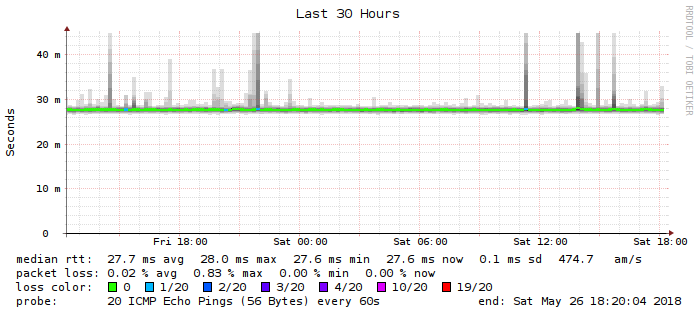 Last 30 Hours
RRDTOOL / TOBI OETIKER
Seconds
40 m
30 m
20 m
10 m
0
Fri 18:00 Sat 00:00 Sat 06:00 Sat 12:00 Sat 18:00
median rtt: 27.7 ms avg 28.0 ms max 27.6 ms min 27.6 ms now 0.1 ms sd 474.7 am/s
packet loss: 0.02 % avg 0.83 % max 0.00 % min 0.00 % now
loss color: 0 1/20 2/20 3/20 4/20 10/20 19/20
probe: 20 ICMP Echo Pings (56 Bytes) every 60s end: Sat May 26 18:20:04 2018